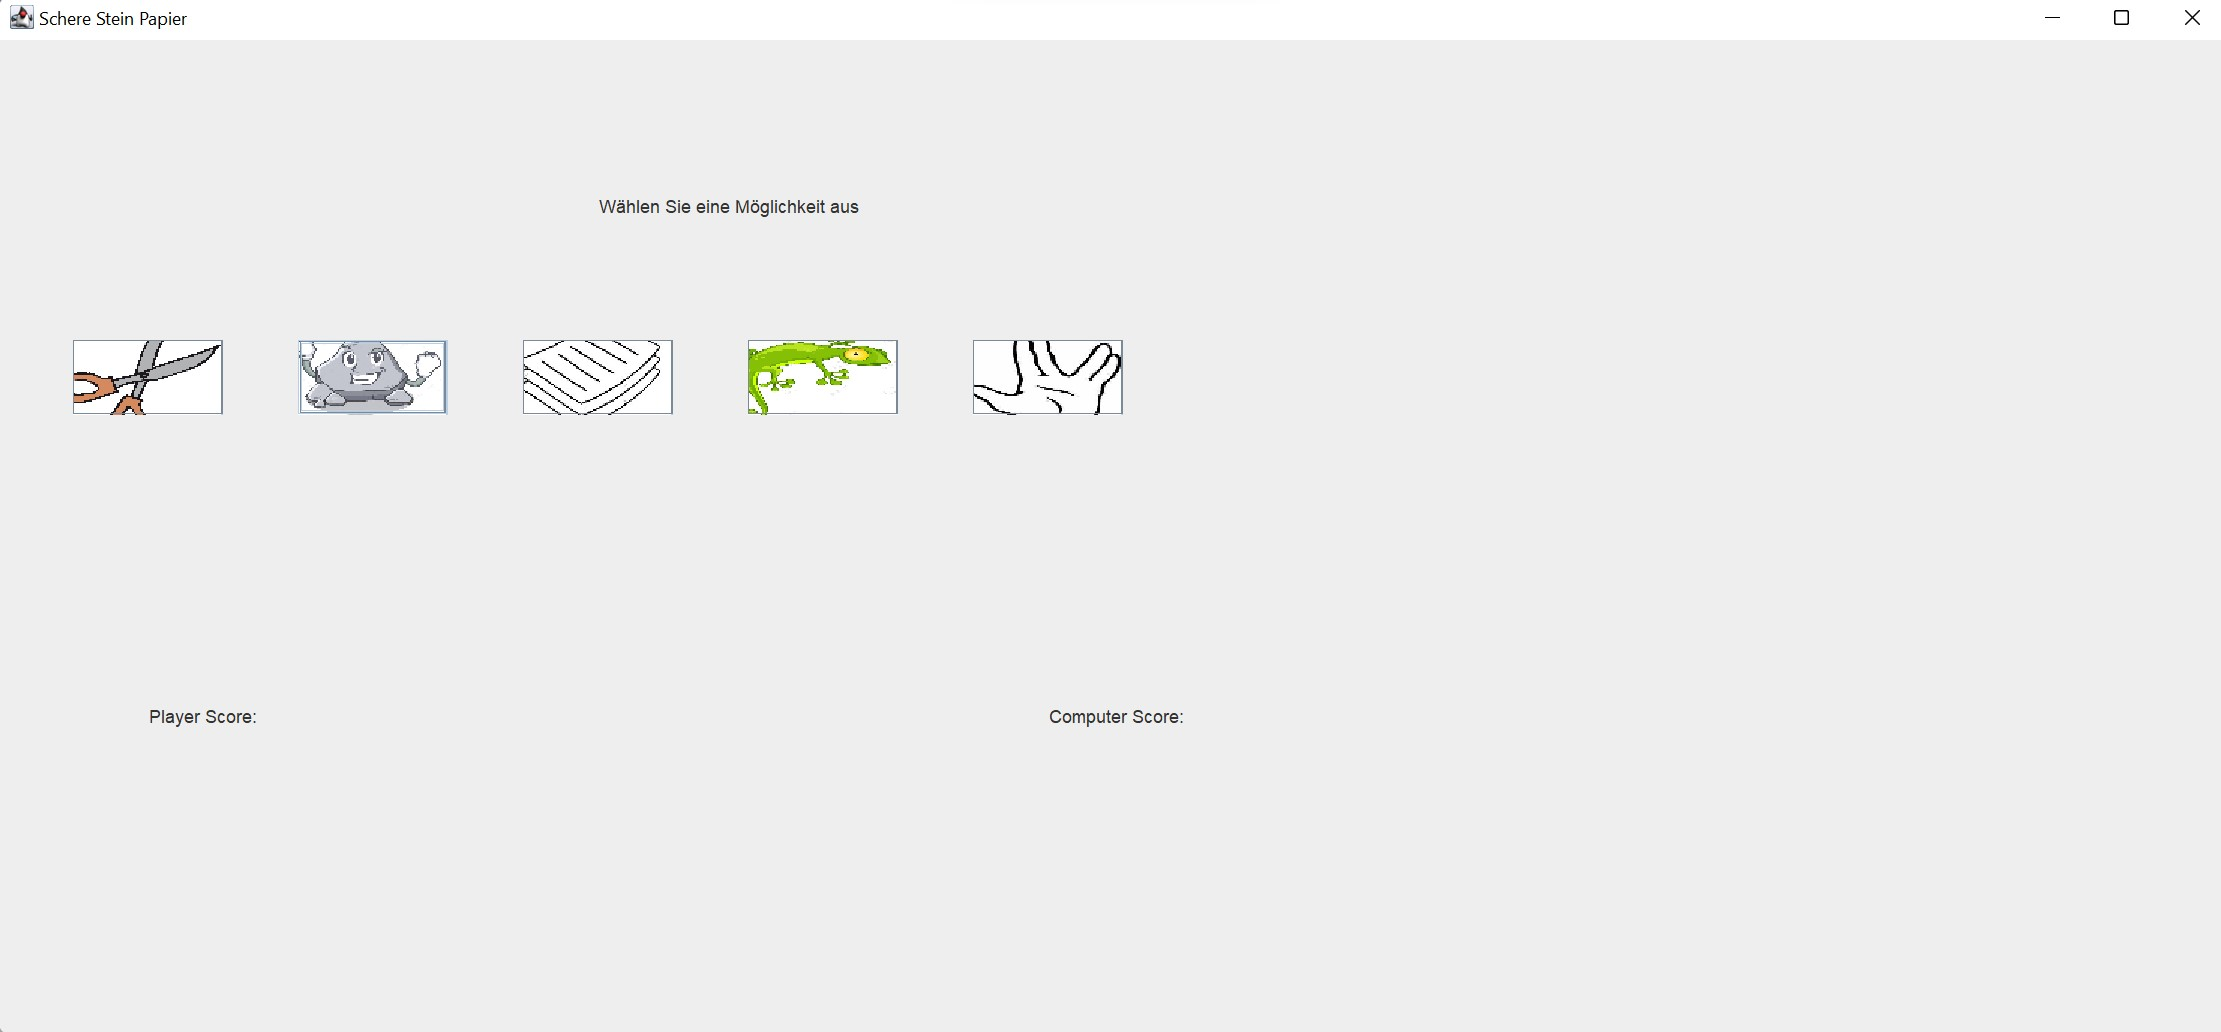 Schere Stein Papier
Wählen Sie eine Möglichkeit aus
Player Score:
Computer Score: